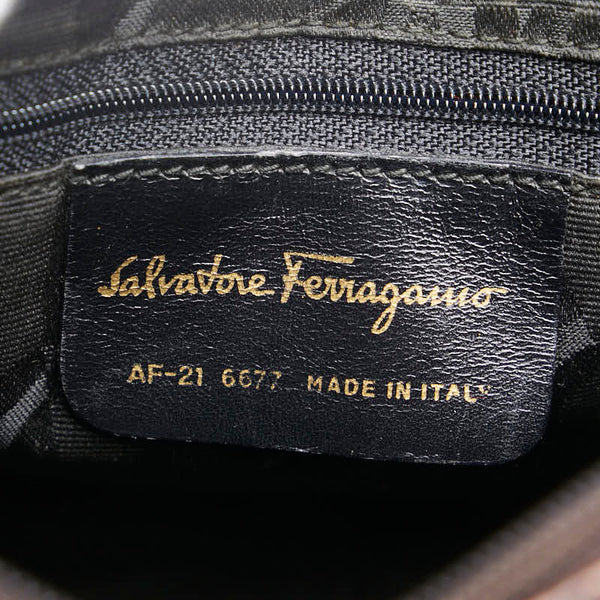 Salvatore Ferragamo
AF-21 6677 MADE IN ITALY